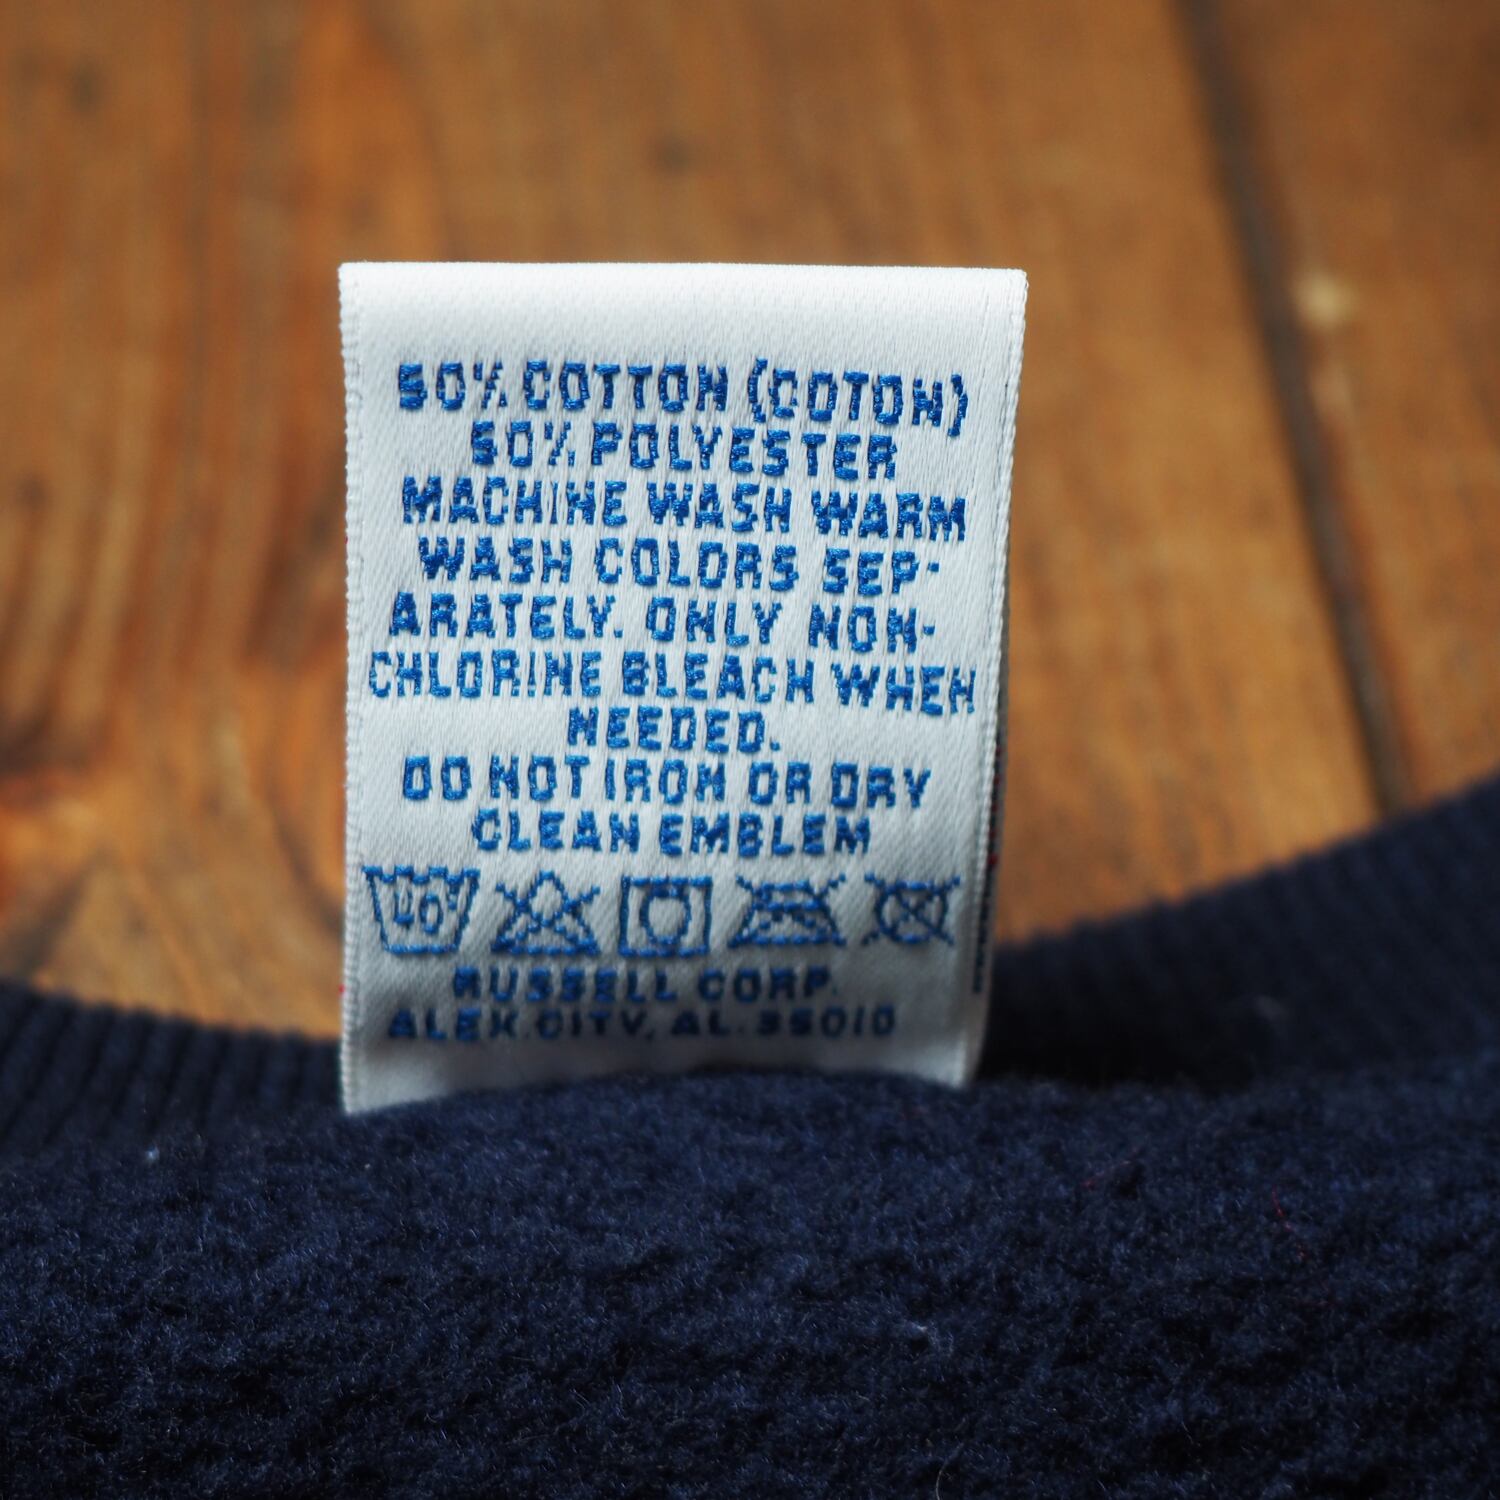 50% COTTON (COTON)
50% POLYESTER
MACHINE WASH WARM
WASH COLORS SEP-
ARATELY. ONLY NON-
CHLORINE BLEACH WHEN
NEEDED.
DO NOT IRON OR DRY
CLEAN EMBLEM
40°
RUSSELL CORP.
ALEX. CITY, AL. 35010